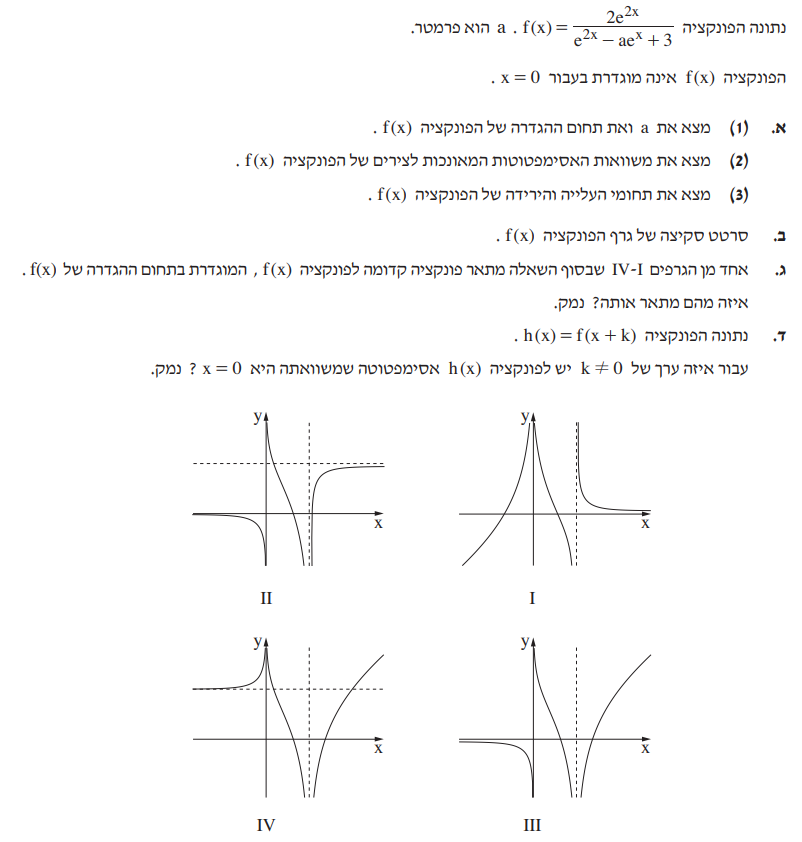 נתונה הפונקציה f(x) = 2e^{2x} / (e^{2x} − ae^x + 3) . a הוא פרמטר.
הפונקציה f(x) אינה מוגדרת בעבור x = 0 .
א. (1) מצא את a ואת תחום ההגדרה של הפונקציה f(x) .
(2) מצא את משוואות האסימפטוטות המאונכות לצירים של הפונקציה f(x) .
(3) מצא את תחומי העלייה והירידה של הפונקציה f(x) .
ב. סרטט סקיצה של גרף הפונקציה f(x) .
ג. אחד מן הגרפים IV-I שבסוף השאלה מתאר פונקציה קדומה לפונקציה f(x) , המוגדרת בתחום ההגדרה של f(x) .
איזה מהם מתאר אותה? נמק.
ד. נתונה הפונקציה h(x) = f(x + k) .
עבור איזה ערך של k ≠ 0 יש לפונקציה h(x) אסימפטוטה שמשוואתה היא x = 0 ? נמק.
y y
x x
II I
y y
x x
IV III